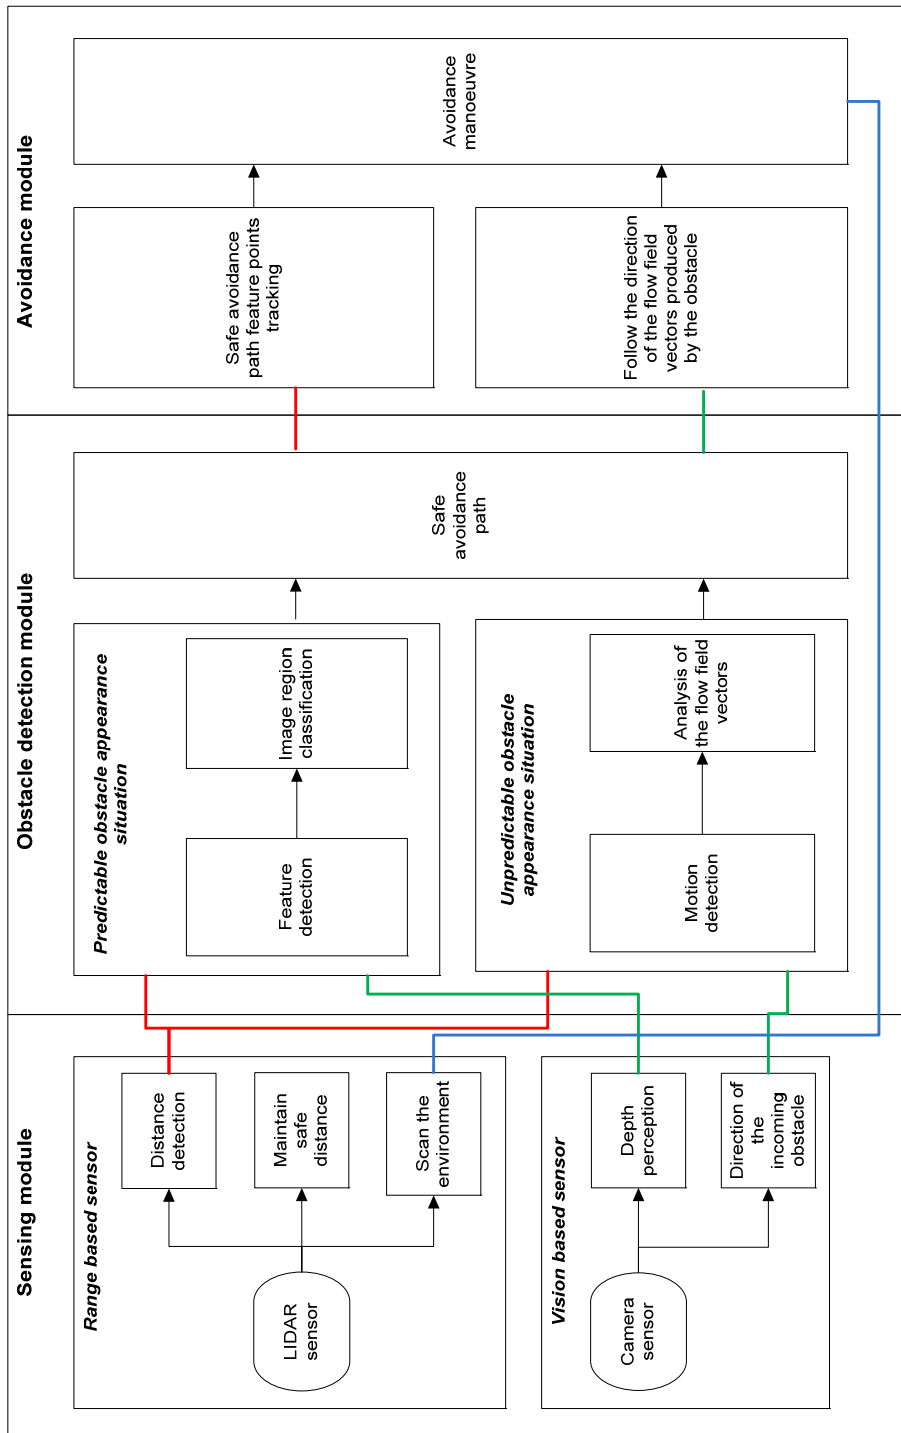 Sensing module
Range based sensor
LIDAR
sensor
Distance
detection
Maintain
safe
distance
Scan the
environment
Vision based sensor
Camera
sensor
Depth
perception
Direction of
the
incoming
obstacle
Obstacle detection module
Predictable obstacle appearance
situation
Feature
detection
Image region
classification
Unpredictable obstacle
appearance situation
Motion
detection
Analysis of
the flow field
vectors
Safe
avoidance
path
Avoidance module
Safe avoidance
path feature points
tracking
Follow the direction
of the flow field
vectors produced
by the obstacle
Avoidance
manoeuvre